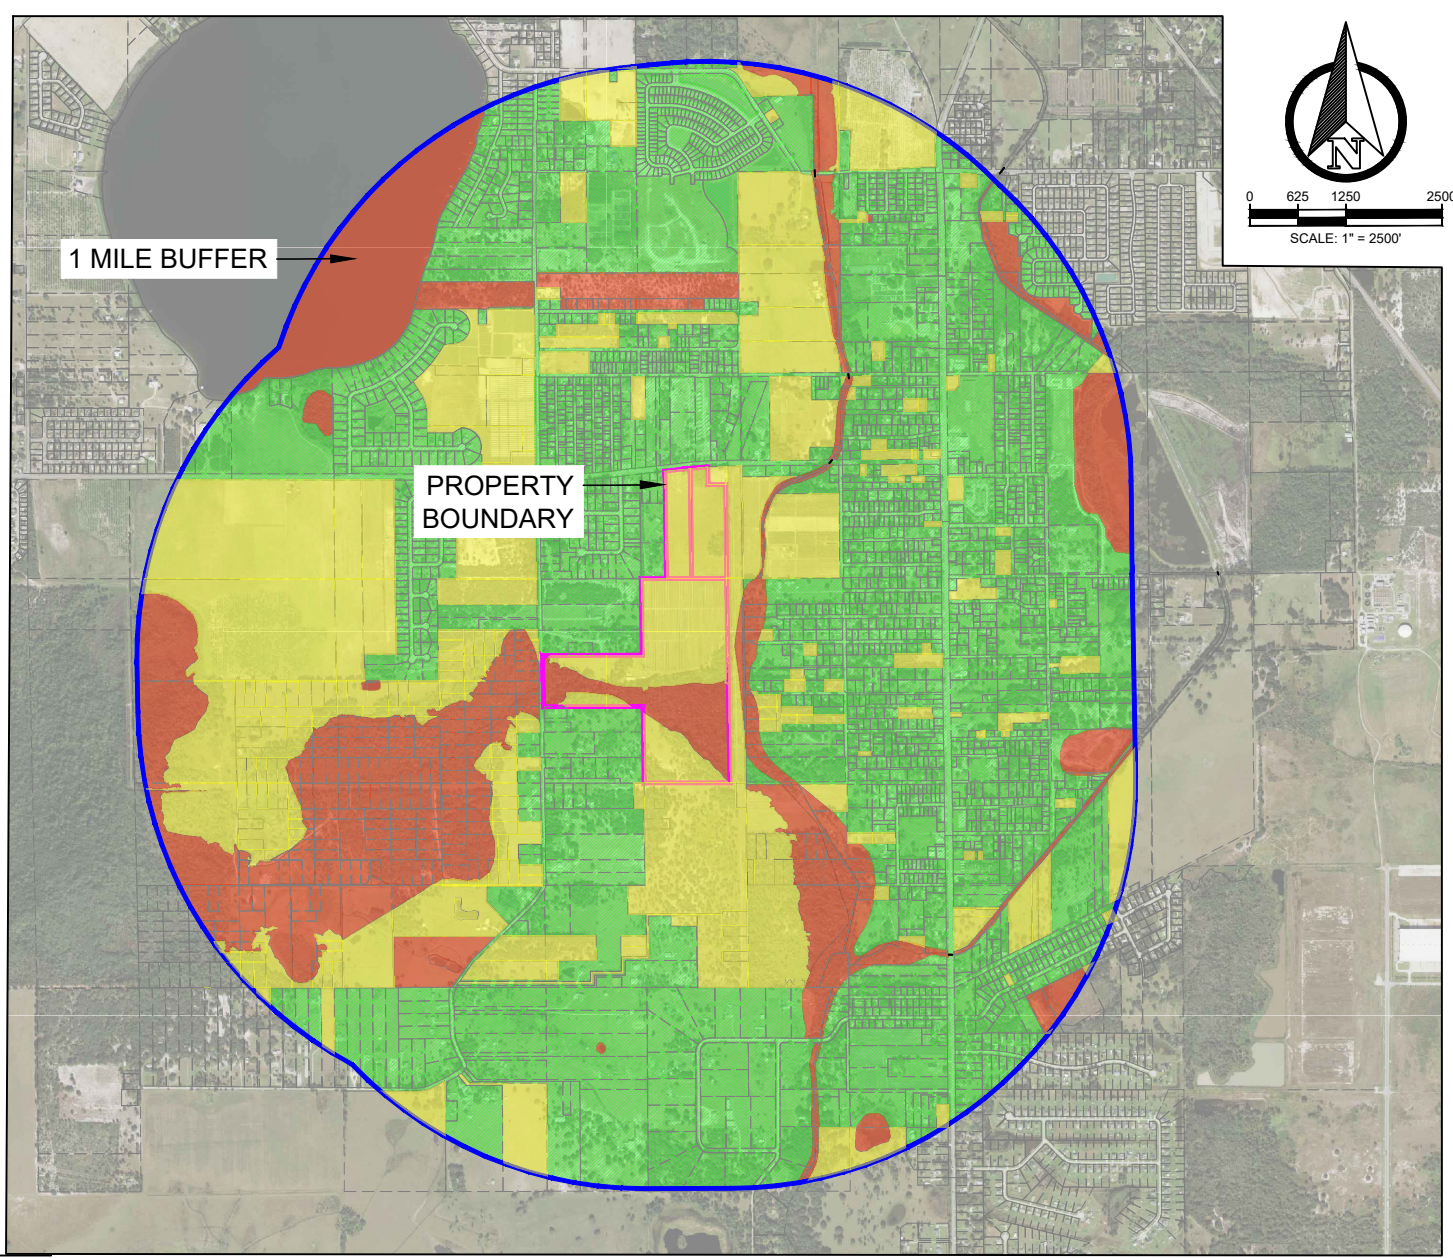 1 MILE BUFFER
PROPERTY
BOUNDARY
N
0 625 1250 2500
SCALE: 1" = 2500'